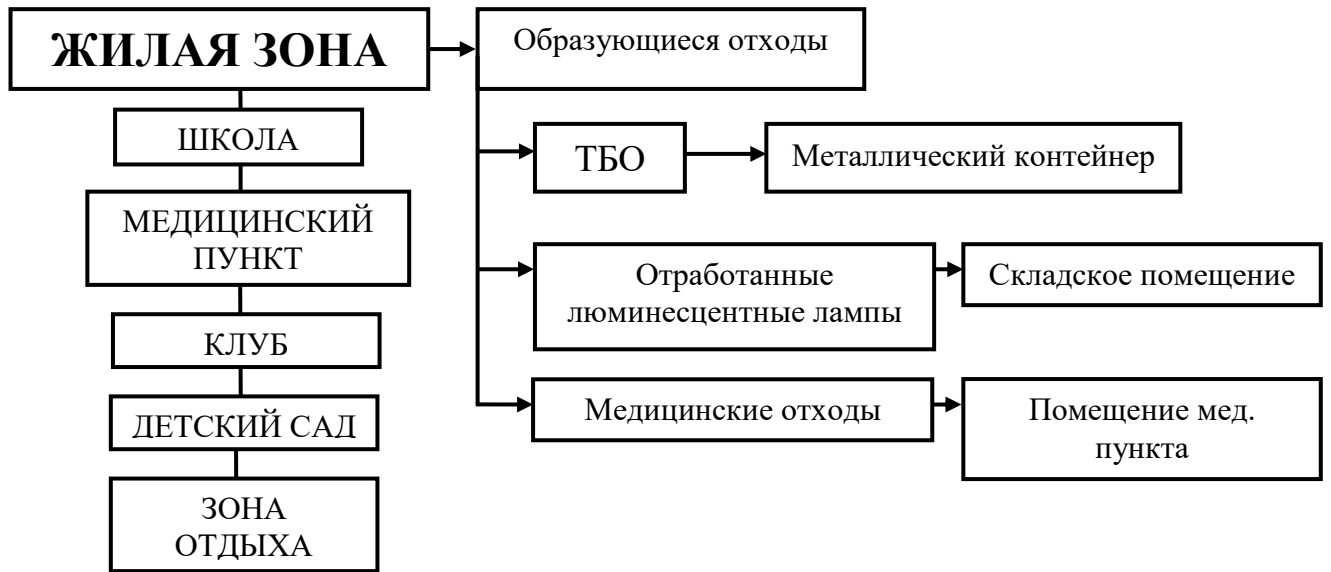 ЖИЛАЯ ЗОНА
Образующиеся отходы
ШКОЛА
ТБО
Металлический контейнер
МЕДИЦИНСКИЙ
ПУНКТ
Отработанные
люминесцентные лампы
Складское помещение
КЛУБ
Медицинские отходы
Помещение мед.
пункта
ДЕТСКИЙ САД
ЗОНА
ОТДЫХА